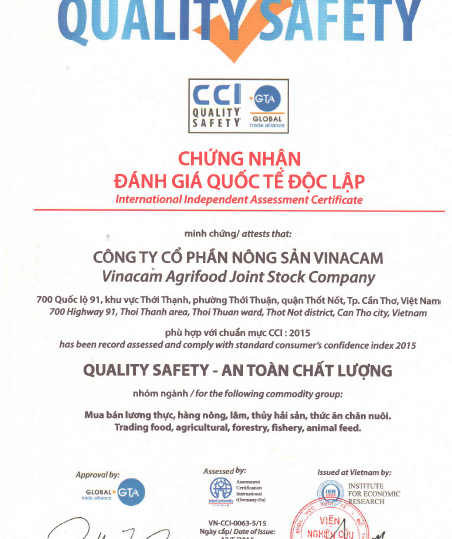 QUALITY SAFETY
CCI
QUALITY
SAFETY
GTA
GLOBAL
trade alliance
CHỨNG NHẬN
ĐÁNH GIÁ QUỐC TẾ ĐỘC LẬP
International Independent Assessment Certificate
minh chứng/ attests that:
CÔNG TY CỔ PHẦN NÔNG SẢN VINACAM
Vinacam Agrifood Joint Stock Company
700 Quốc lộ 91, khu vực Thới Thạnh, phường Thới Thuận, quận Thốt Nốt, Tp. Cần Thơ, Việt Nam
700 Highway 91, Thoi Thanh area, Thoi Thuan ward, Thot Not district, Can Tho city, Vietnam
phù hợp với chuẩn mực CCI : 2015
has been record assessed and comply with standard consumer's confidence index 2015
QUALITY SAFETY - AN TOÀN CHẤT LƯỢNG
nhóm ngành / for the following commodity group:
Mua bán lương thực, hàng nông, lâm, thủy hải sản, thức ăn chăn nuôi.
Trading food, agricultural, forestry, fishery, animal feed.
Approval by:
GLOBAL
trade alliance
GTA
Assessed by:
Assessment
Certification
International
(Germany-Fia)
Issued at Vietnam by:
IER
INSTITUTE
FOR ECONOMIC
RESEARCH
VN-CCI-0063-5/15
Ngày cấp/ Date of Issue:
VIỆN
NGHIÊN CỨU